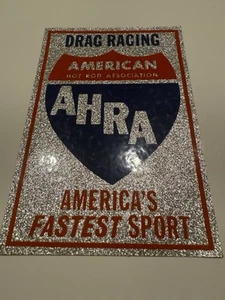 DRAG RACING
AMERICAN
HOT ROD ASSOCIATION
AHRA
AMERICA'S
FASTEST SPORT